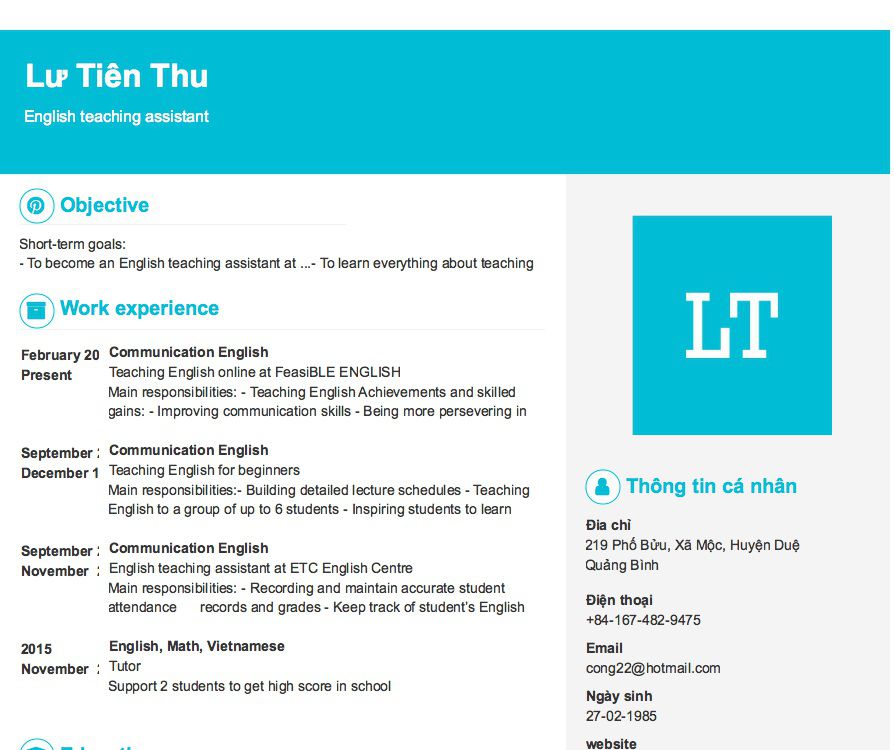 Lư Tiên Thu
English teaching assistant
Objective
Short-term goals:
- To become an English teaching assistant at ...- To learn everything about teaching
Work experience
February 20
Present
Communication English
Teaching English online at FeasiBLE ENGLISH
Main responsibilities: - Teaching English Achievements and skilled
gains: - Improving communication skills - Being more persevering in
September
December 1
Communication English
Teaching English for beginners
Main responsibilities:- Building detailed lecture schedules - Teaching
English to a group of up to 6 students - Inspiring students to learn
September
November
Communication English
English teaching assistant at ETC English Centre
Main responsibilities: - Recording and maintain accurate student
attendance records and grades - Keep track of student's English
2015
November
English, Math, Vietnamese
Tutor
Support 2 students to get high score in school
LT
Thông tin cá nhân
Đia chỉ
219 Phố Bửu, Xã Mộc, Huyện Duệ
Quảng Bình
Điện thoại
+84-167-482-9475
Email
cong22@hotmail.com
Ngày sinh
27-02-1985
website